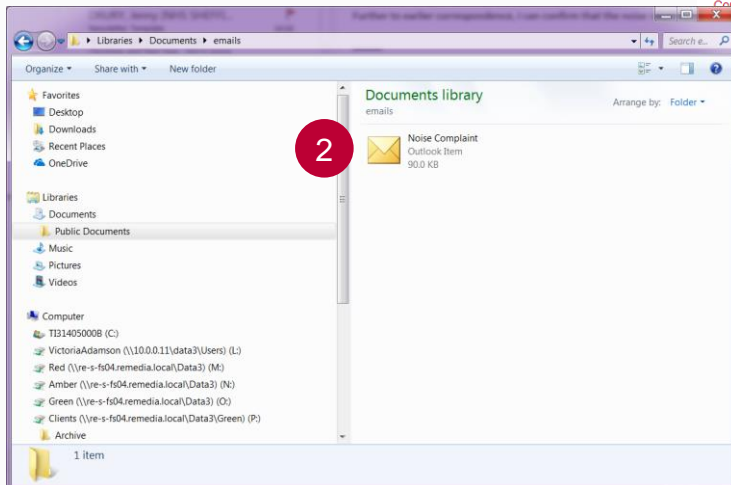 Further to earlier correspondence, I can confirm that the noise
Libraries ▸ Documents ▸ emails
Search e...
Organize ▾ Share with ▾ New folder
Favorites
Desktop
Downloads
Recent Places
OneDrive
Libraries
Documents
Public Documents
Music
Pictures
Videos
Computer
TI31405000B (C:)
VictoriaAdamson (\\10.0.0.11\data3\Users) (L:)
Red (\\re-s-fs04.remedia.local\Data3) (M:)
Amber (\\re-s-fs04.remedia.local\Data3) (N:)
Green (\\re-s-fs04.remedia.local\Data3) (O:)
Clients (\\re-s-fs04.remedia.local\Data3\Green) (P:)
Archive
Documents library
emails
Arrange by: Folder ▾
2
Noise Complaint
Outlook Item
90.0 KB
1 item